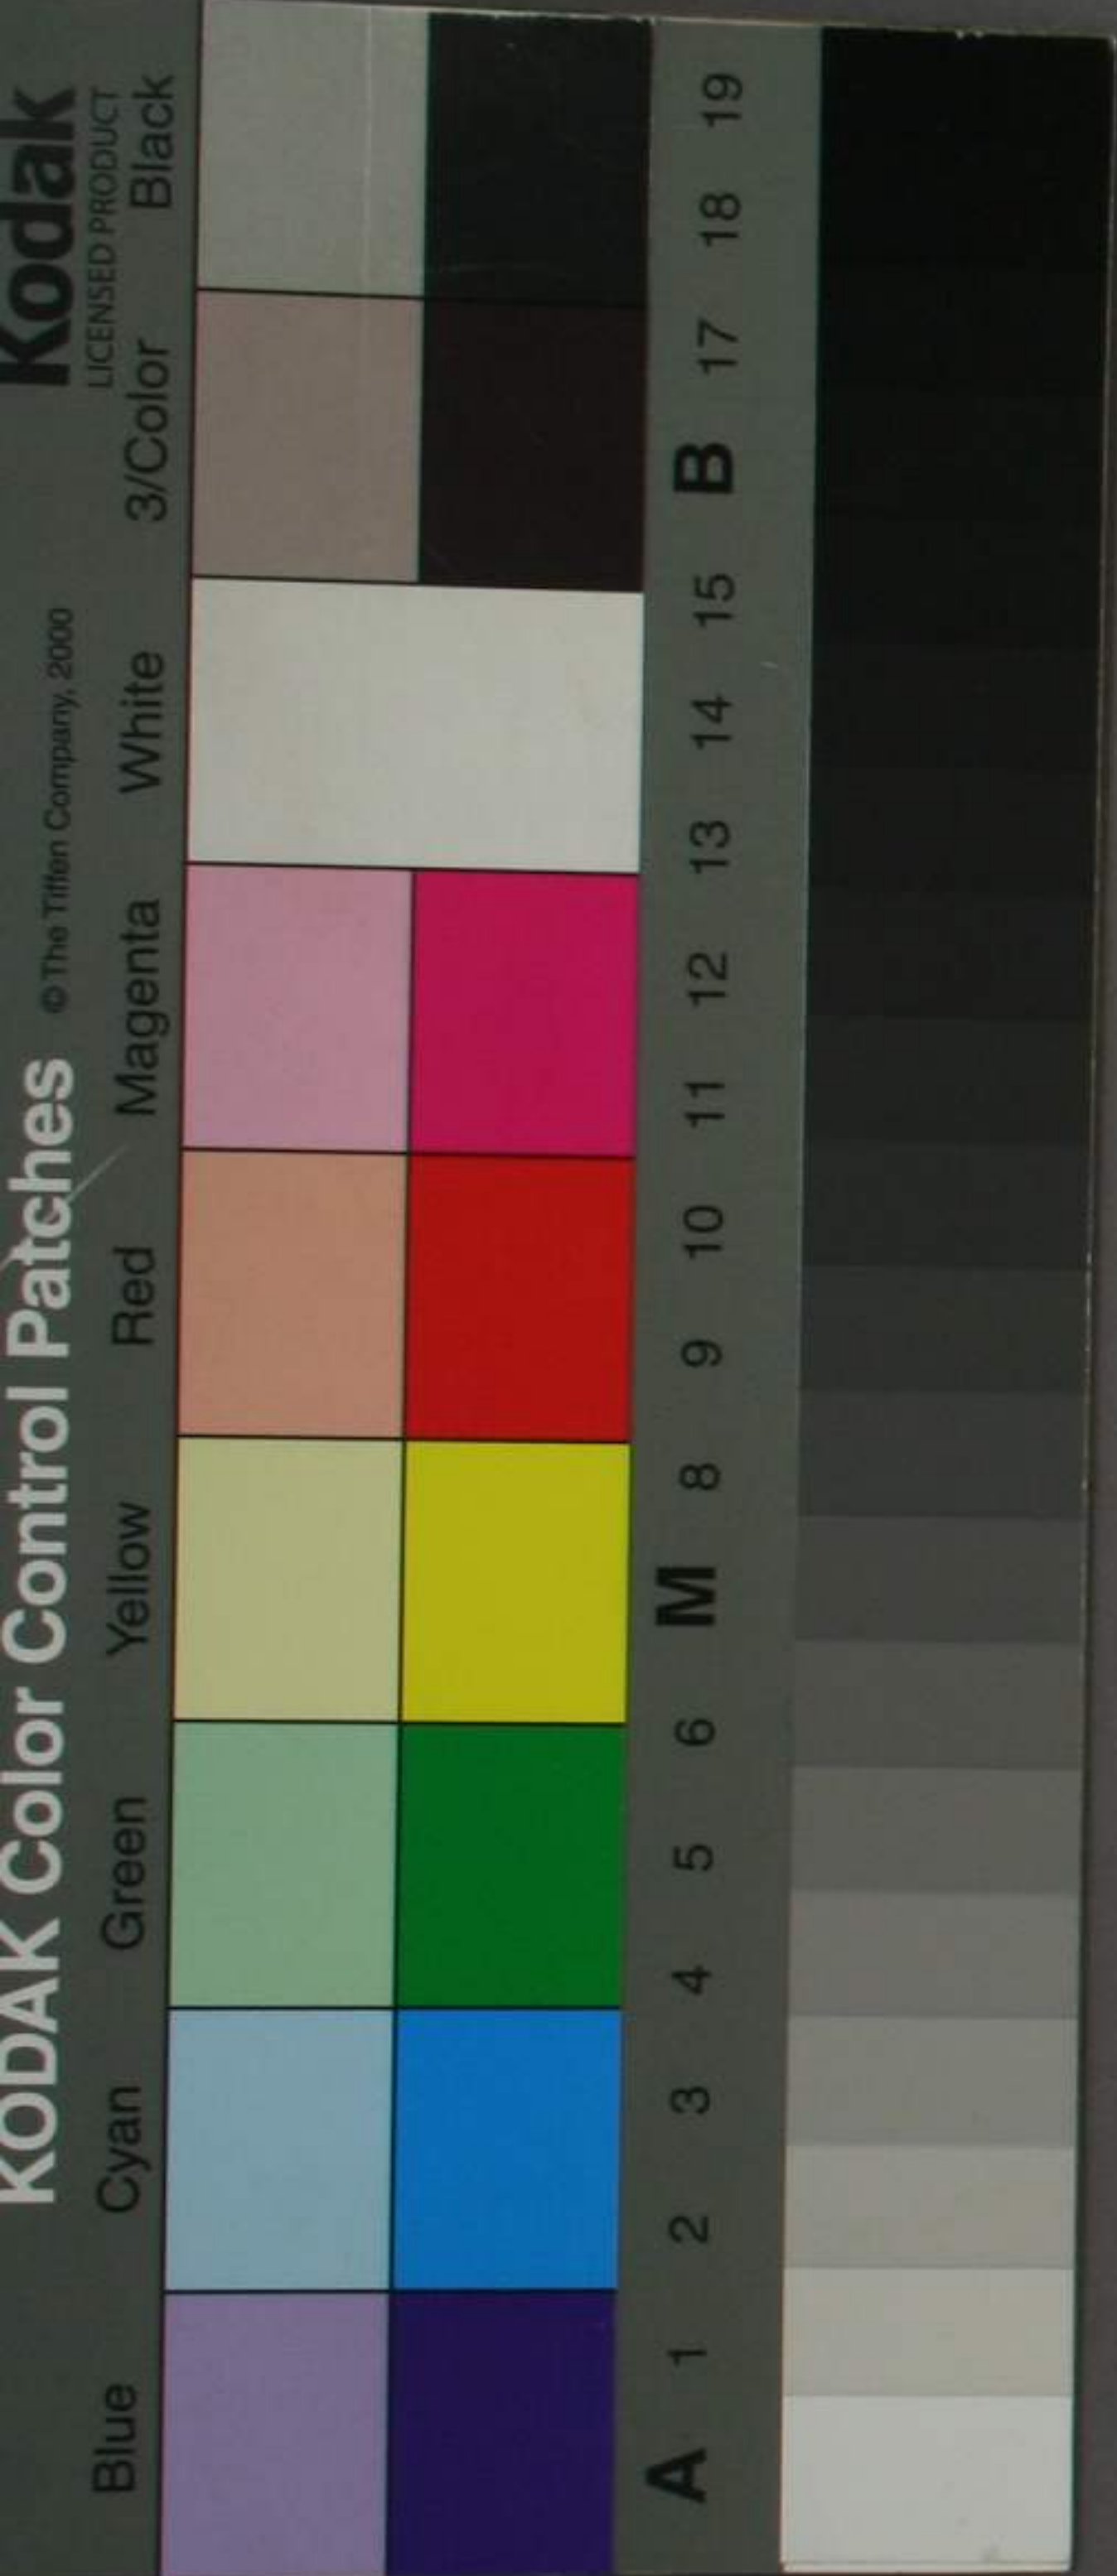 KODAK Color Control Patches © The Tiffen Company, 2000 Kodak
LICENSED PRODUCT
Blue Cyan Green Yellow Red Magenta White 3/Color Black
A 1 2 3 4 5 6 M 8 9 10 11 12 13 14 15 B 17 18 19